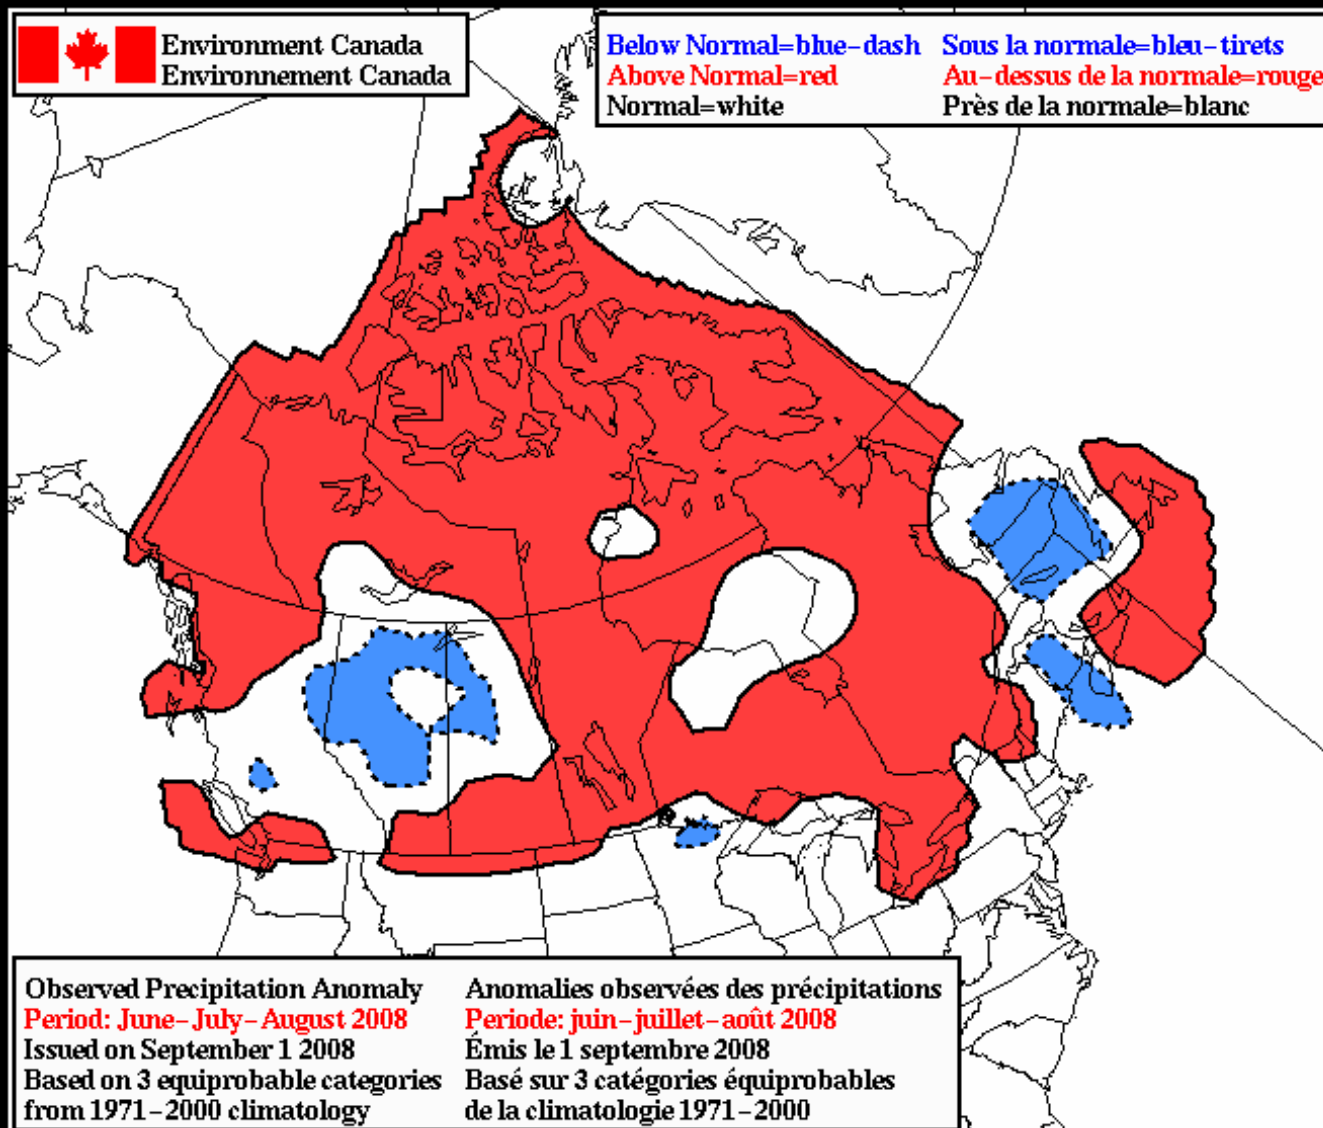 Environment Canada
Environnement Canada
Below Normal=blue-dash Sous la normale=bleu-tirets
Above Normal=red Au-dessus de la normale=rouge
Normal=white Près de la normale=blanc
Observed Precipitation Anomaly Anomalies observées des précipitations
Period: June-July-August 2008 Periode: juin-juillet-août 2008
Issued on September 1 2008 Émis le 1 septembre 2008
Based on 3 equiprobable categories Basé sur 3 catégories équiprobables
from 1971-2000 climatology de la climatologie 1971-2000